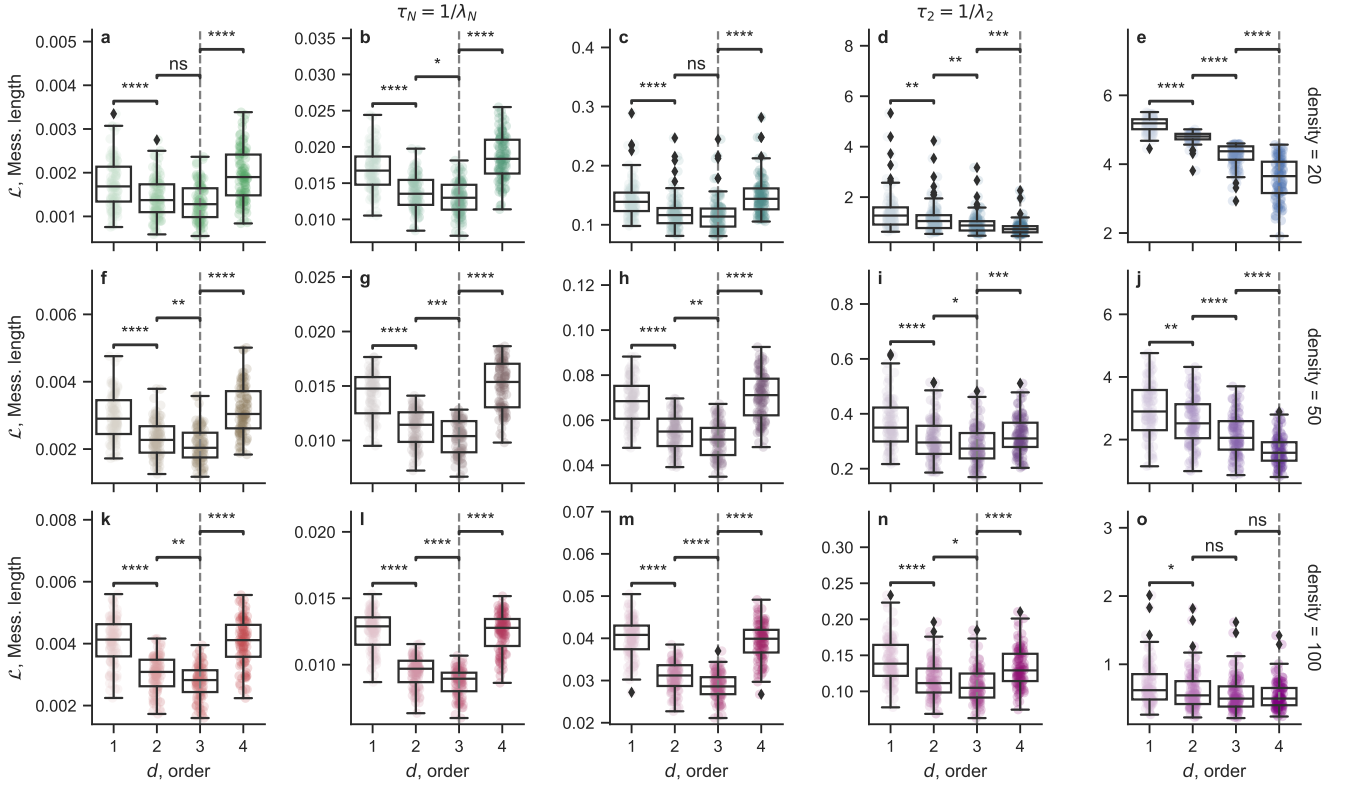 τN = 1/λN
τ2 = 1/λ2
a
b
c
d
e
ℒ, Mess. length
0.005
0.004
0.003
0.002
0.001
****
ns
****
0.035
0.030
0.025
0.020
0.015
0.010
****
*
****
0.4
0.3
0.2
0.1
****
ns
****
8
6
4
2
**
**
***
6
4
2
****
****
****
density = 20
f
g
h
i
j
ℒ, Mess. length
0.006
0.004
0.002
****
**
****
0.025
0.020
0.015
0.010
****
***
****
0.12
0.10
0.08
0.06
0.04
****
**
****
0.8
0.6
0.4
0.2
****
*
***
6
4
2
**
****
****
density = 50
k
l
m
n
o
ℒ, Mess. length
0.008
0.006
0.004
0.002
****
**
****
0.020
0.015
0.010
****
****
****
0.07
0.06
0.05
0.04
0.03
0.02
****
****
****
0.30
0.25
0.20
0.15
0.10
****
*
****
3
2
1
*
ns
ns
density = 100
1 2 3 4
1 2 3 4
1 2 3 4
1 2 3 4
1 2 3 4
d, order
d, order
d, order
d, order
d, order